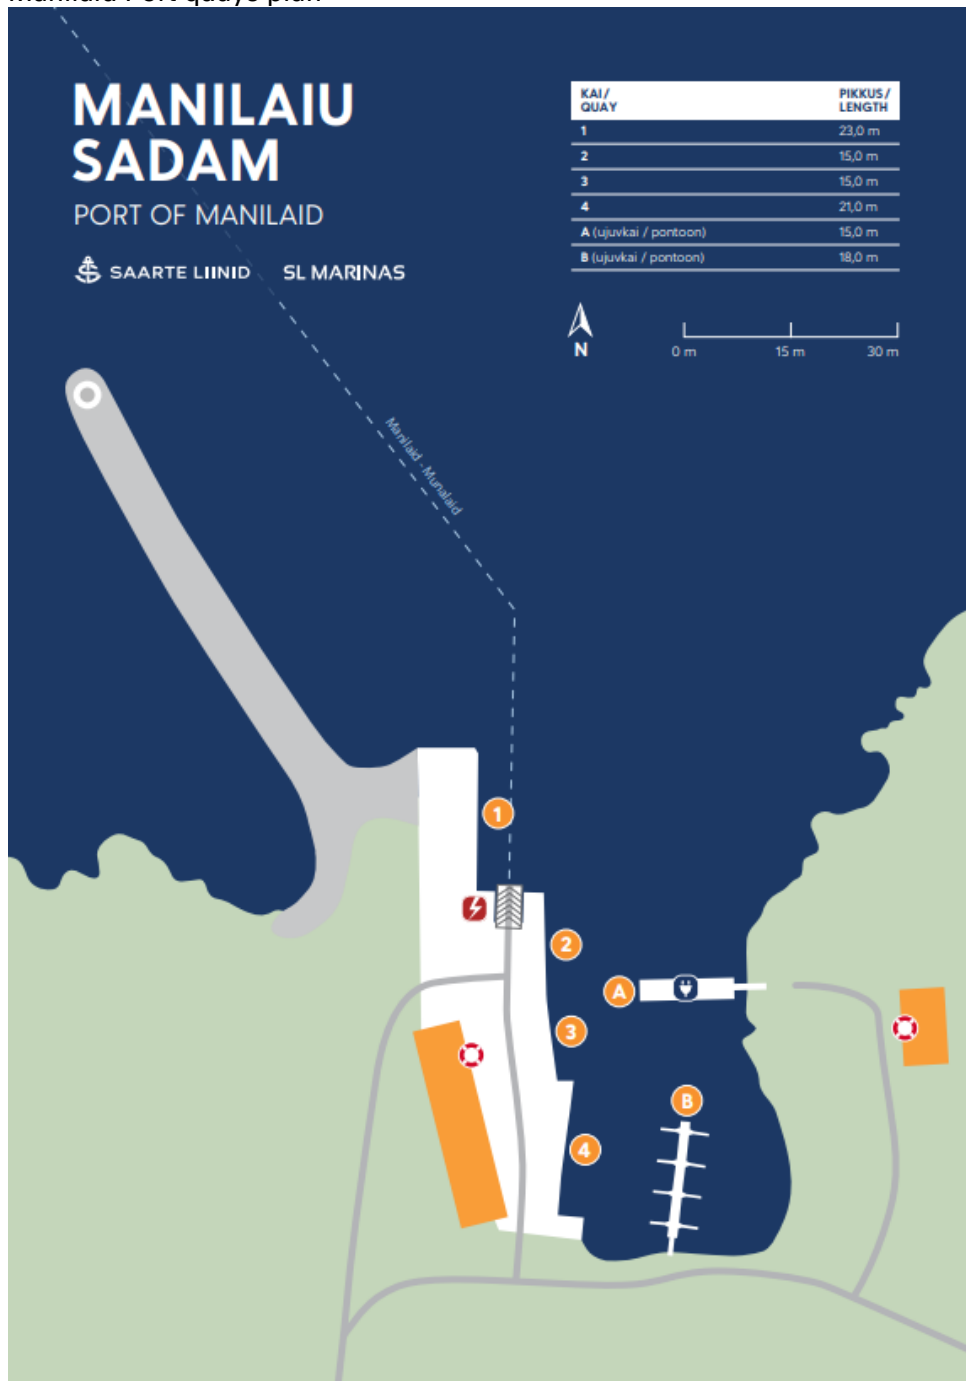 MANILAIU
SADAM
PORT OF MANILAID
SAARTE LIINID SL MARINAS
KAI/ PIKKUS/
QUAY LENGTH
1 23,0 m
2 15,0 m
3 15,0 m
4 21,0 m
A (ujuvkai / pontoon) 15,0 m
B (ujuvkai / pontoon) 18,0 m
N
0 m 15 m 30 m
Manilaid - Munalaid
1
2
A
3
B
4